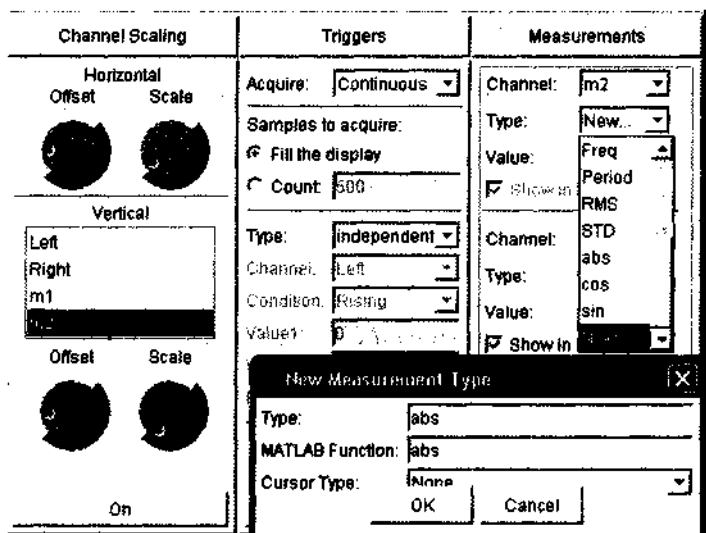 Channel Scaling
Horizontal
Offset Scale
Vertical
Left
Right
m1
m2
Offset Scale
On
Triggers
Acquire: Continuous
Samples to acquire:
Fill the display
Count: 500
Type: independent
Channel: Left
Condition: Rising
Value1: 0
Measurements
Channel: m2
Type: New...
Value:
Show in
Channel:
Type:
Value:
Show in
Freq
Period
RMS
STD
abs
cos
sin
New Measurement Type
Type: abs
MATLAB Function: abs
Cursor Type: None
OK Cancel